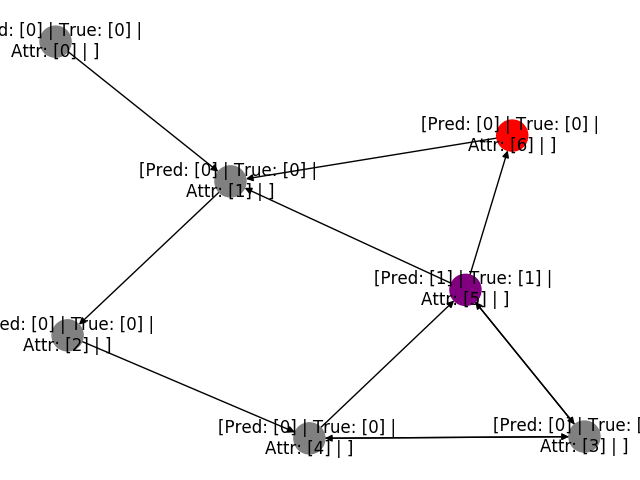 d: [0] | True: [0] |
Attr: [0] | ]
[Pred: [0] | True: [0] |
Attr: [6] | ]
[Pred: [0] | True: [0] |
Attr: [1] | ]
[Pred: [1] | True: [1] |
Attr: [5] | ]
ed: [0] | True: [0] |
Attr: [2] | ]
[Pred: [0] | True: [0] |
Attr: [4] | ]
[Pred: [0] | True: [
Attr: [3] | ]